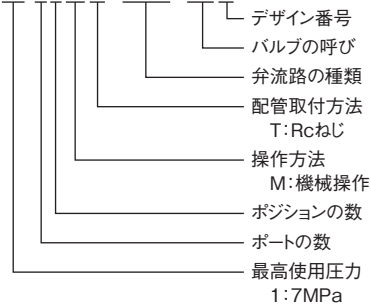 デザイン番号
バルブの呼び
弁流路の種類
配管取付方法
T：Rcねじ
操作方法
M：機械操作
ポジションの数
ポートの数
最高使用圧力
1：7MPa